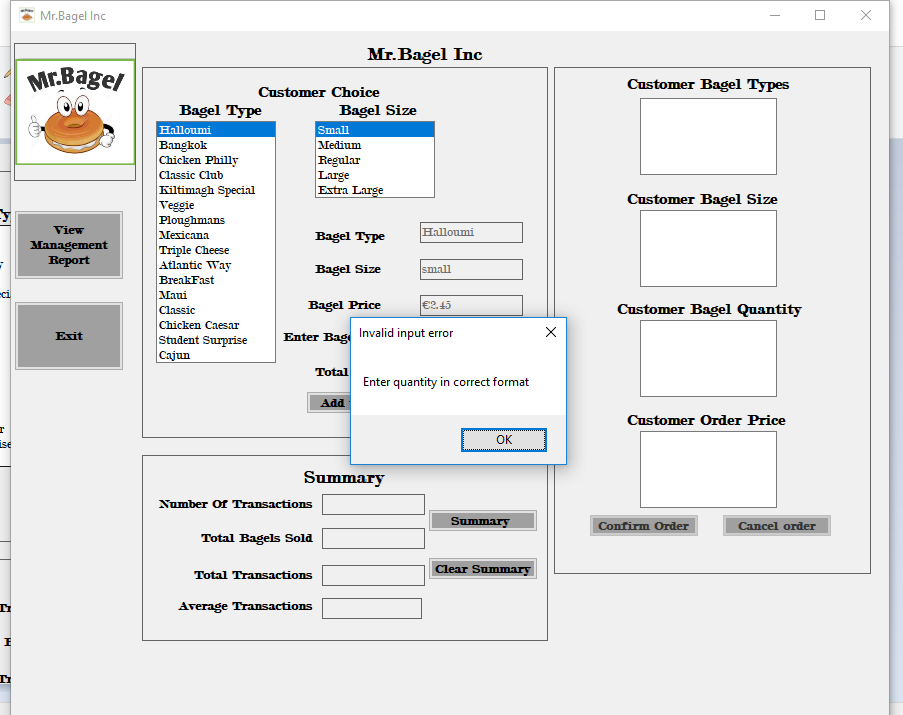 Mr.Bagel Inc
Mr.Bagel Inc
Mr.Bagel
View
Management
Report
Exit
Customer Choice
Bagel Type
Bagel Size
Halloumi
Bangkok
Chicken Philly
Classic Club
Kiltimagh Special
Veggie
Ploughmans
Mexicana
Triple Cheese
Atlantic Way
BreakFast
Maui
Classic
Chicken Caesar
Student Surprise
Cajun
Small
Medium
Regular
Large
Extra Large
Bagel Type
Halloumi
Bagel Size
small
Bagel Price
€2.45
Enter Bage
Total
Add
Invalid input error
Enter quantity in correct format
OK
Summary
Number Of Transactions
Total Bagels Sold
Total Transactions
Average Transactions
Summary
Clear Summary
Customer Bagel Types
Customer Bagel Size
Customer Bagel Quantity
Customer Order Price
Confirm Order
Cancel order